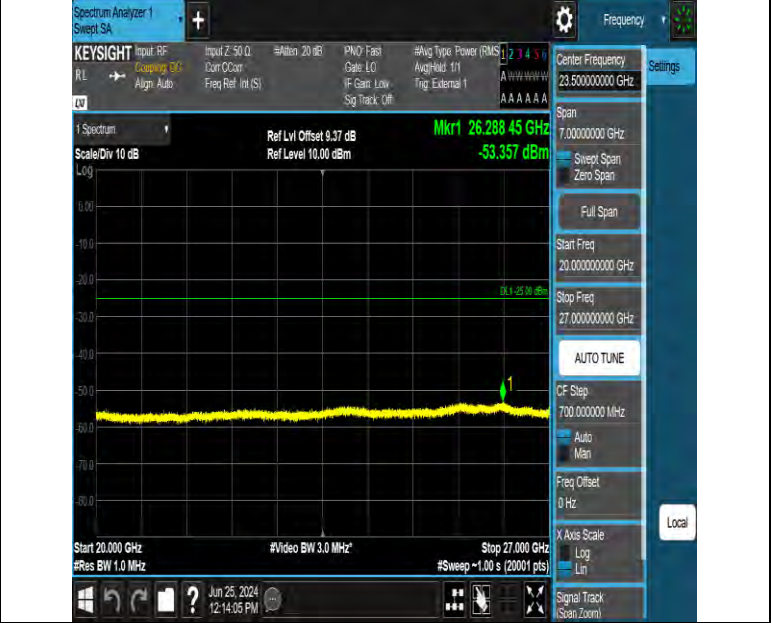 Spectrum Analyzer 1
Swept SA
+
Frequency
KEYSIGHT
RL
LV
Input: RF
Coupling: DC
Align: Auto
Input Z: 50 Ω
Corr CCorr
Freq Ref: Int (S)
#Atten: 20 dB
PNO: Fast
Gate: LO
IF Gain: Low
Sig Track: Off
#Avg Type: Power (RMS
Avg|Hold: 1/1
Trig: External 1
1 2 3 4 5 6
A W W W W W
A A A A A A
1 Spectrum
Scale/Div 10 dB
Log
Ref Lvl Offset 9.37 dB
Ref Level 10.00 dBm
Mkr1 26.288 45 GHz
-53.357 dBm
0.00
-10.0
-20.0
-30.0
-40.0
-50.0
-60.0
-70.0
-80.0
DL1 -25.00 dBm
1
Start 20.000 GHz
#Res BW 1.0 MHz
#Video BW 3.0 MHz*
Stop 27.000 GHz
#Sweep ~1.00 s (20001 pts)
Center Frequency
23.500000000 GHz
Settings
Span
7.00000000 GHz
Swept Span
Zero Span
Full Span
Start Freq
20.000000000 GHz
Stop Freq
27.000000000 GHz
AUTO TUNE
CF Step
700.000000 MHz
Auto
Man
Freq Offset
0 Hz
X Axis Scale
Log
Lin
Local
Signal Track
(Span Zoom)
?
Jun 25, 2024
12:14:05 PM